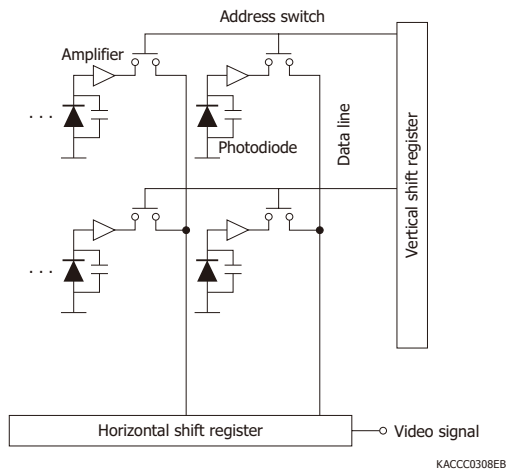 Address switch
Amplifier
. . .
Photodiode
Data line
Vertical shift register
. . .
Horizontal shift register
Video signal
KACCC0308EB